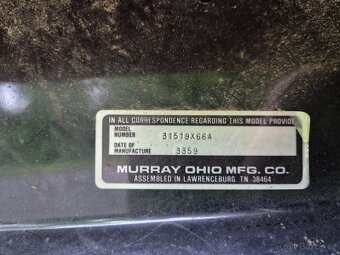 IN ALL CORRESPONDENCE REGARDING THIS MODEL PROVIDE
MODEL NUMBER 31519X66A
DATE OF MANUFACTURE 3359
MURRAY OHIO MFG. CO.
ASSEMBLED IN LAWRENCEBURG, TN 38464